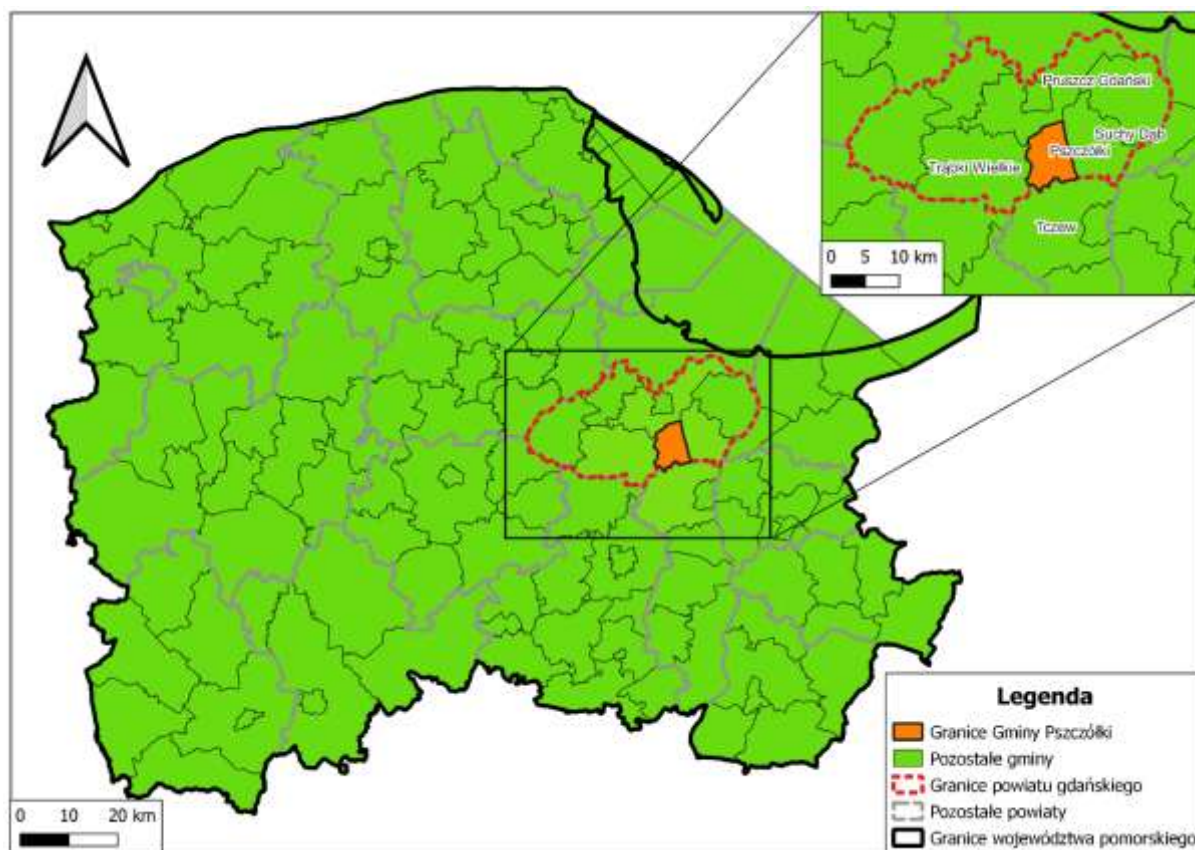 Pruszcz Gdański
Suchy Dąb
Pszczółki
Trąbki Wielkie
Tczew
0 5 10 km
Legenda
Granice Gminy Pszczółki
Pozostałe gminy
Granice powiatu gdańskiego
Pozostałe powiaty
Granice województwa pomorskiego
0 10 20 km